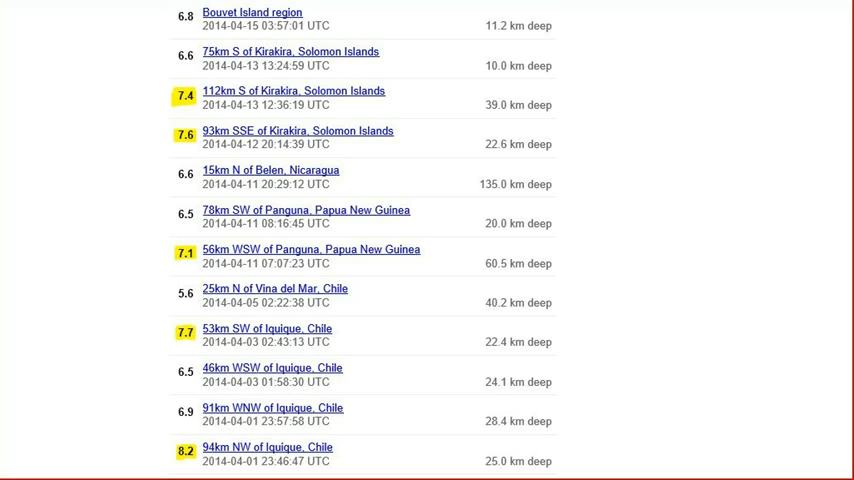 6.8 Bouvet Island region
2014-04-15 03:57:01 UTC 11.2 km deep
6.6 75km S of Kirakira, Solomon Islands
2014-04-13 13:24:59 UTC 10.0 km deep
7.4 112km S of Kirakira, Solomon Islands
2014-04-13 12:36:19 UTC 39.0 km deep
7.6 93km SSE of Kirakira, Solomon Islands
2014-04-12 20:14:39 UTC 22.6 km deep
6.6 15km N of Belen, Nicaragua
2014-04-11 20:29:12 UTC 135.0 km deep
6.5 78km SW of Panguna, Papua New Guinea
2014-04-11 08:16:45 UTC 20.0 km deep
7.1 56km WSW of Panguna, Papua New Guinea
2014-04-11 07:07:23 UTC 60.5 km deep
5.6 25km N of Vina del Mar, Chile
2014-04-05 02:22:38 UTC 40.2 km deep
7.7 53km SW of Iquique, Chile
2014-04-03 02:43:13 UTC 22.4 km deep
6.5 46km WSW of Iquique, Chile
2014-04-03 01:58:30 UTC 24.1 km deep
6.9 91km WNW of Iquique, Chile
2014-04-01 23:57:58 UTC 28.4 km deep
8.2 94km NW of Iquique, Chile
2014-04-01 23:46:47 UTC 25.0 km deep